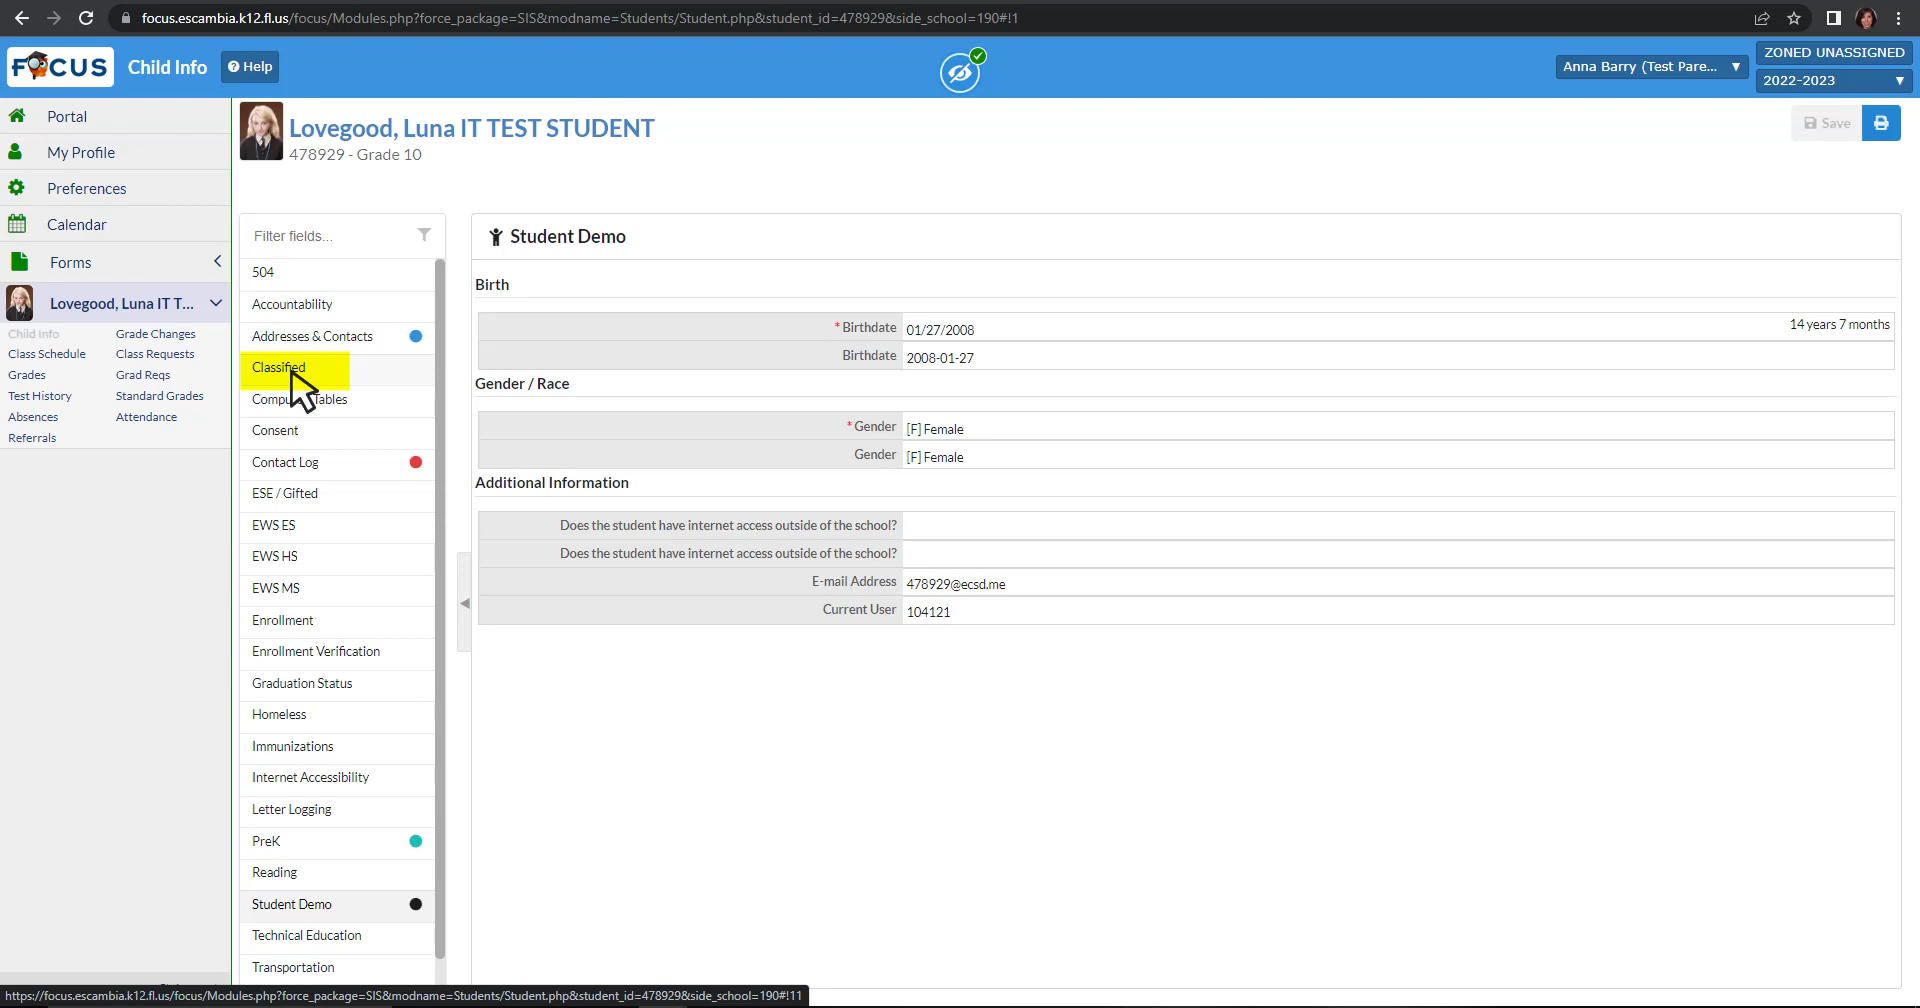 focus.escambia.k12.fl.us/focus/Modules.php?force_package=SIS&modname=Students/Student.php&student_id=478929&side_school=190#!1
FOCUS Child Info Help
Anna Barry (Test Pare... ▼
ZONED UNASSIGNED
2022-2023 ▼
Portal
My Profile
Preferences
Calendar
Forms
Lovegood, Luna IT T...
Child Info Grade Changes
Class Schedule Class Requests
Grades Grad Reqs
Test History Standard Grades
Absences Attendance
Referrals
Lovegood, Luna IT TEST STUDENT
478929 - Grade 10
Save
Filter fields...
504
Accountability
Addresses & Contacts
Classified
Tables
Consent
Contact Log
ESE / Gifted
EWS ES
EWS HS
EWS MS
Enrollment
Enrollment Verification
Graduation Status
Homeless
Immunizations
Internet Accessibility
Letter Logging
PreK
Reading
Student Demo
Technical Education
Transportation
Student Demo
Birth
* Birthdate 01/27/2008 14 years 7 months
Birthdate 2008-01-27
Gender / Race
* Gender [F] Female
Gender [F] Female
Additional Information
Does the student have internet access outside of the school?
Does the student have internet access outside of the school?
E-mail Address 478929@ecsd.me
Current User 104121
https://focus.escambia.k12.fl.us/focus/Modules.php?force_package=SIS&modname=Students/Student.php&student_id=478929&side_school=190#!11